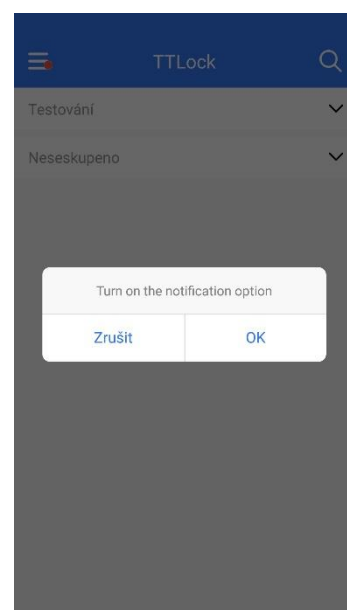 TTLock
Testování
Neseskupeno
Turn on the notification option
Zrušit OK